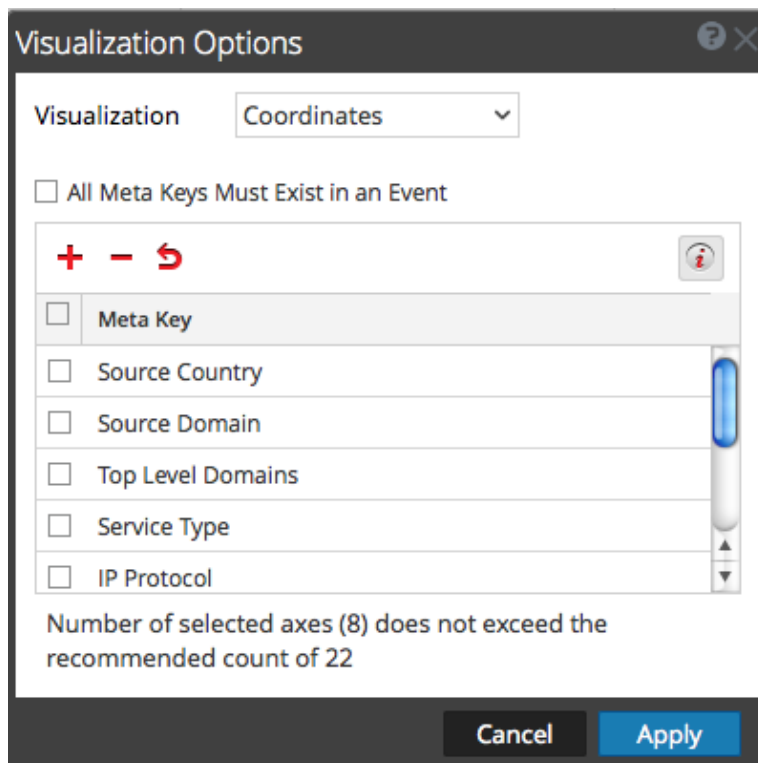 Visualization Options
Visualization Coordinates
All Meta Keys Must Exist in an Event
Meta Key
Source Country
Source Domain
Top Level Domains
Service Type
IP Protocol
Number of selected axes (8) does not exceed the
recommended count of 22
Cancel Apply